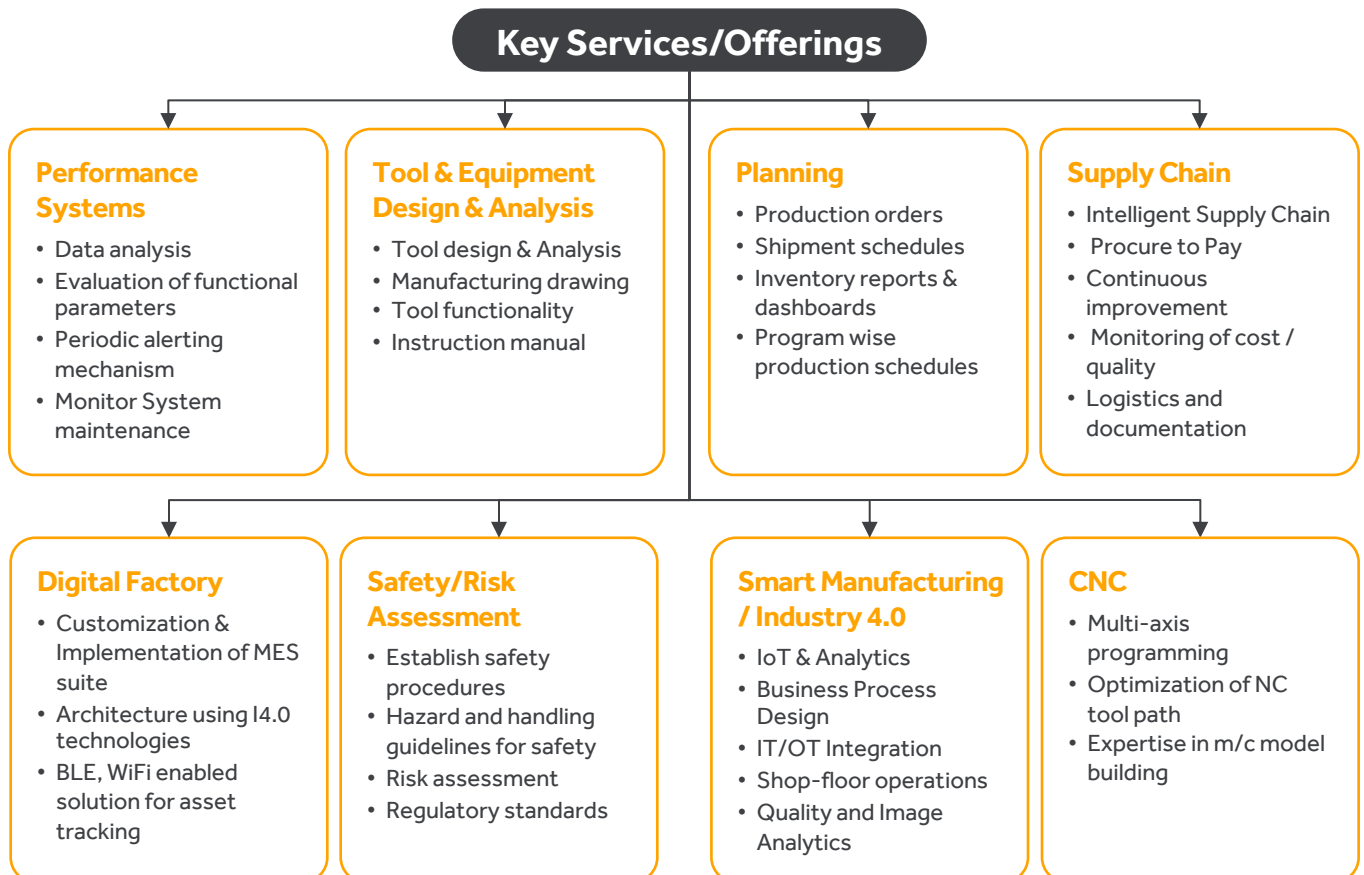 Key Services/Offerings
Performance
Systems
• Data analysis
• Evaluation of functional
parameters
• Periodic alerting
mechanism
• Monitor System
maintenance
Tool & Equipment
Design & Analysis
• Tool design & Analysis
• Manufacturing drawing
• Tool functionality
• Instruction manual
Planning
• Production orders
• Shipment schedules
• Inventory reports &
dashboards
• Program wise
production schedules
Supply Chain
• Intelligent Supply Chain
• Procure to Pay
• Continuous
improvement
• Monitoring of cost /
quality
• Logistics and
documentation
Digital Factory
• Customization &
Implementation of MES
suite
• Architecture using I4.0
technologies
• BLE, WiFi enabled
solution for asset
tracking
Safety/Risk
Assessment
• Establish safety
procedures
• Hazard and handling
guidelines for safety
• Risk assessment
• Regulatory standards
Smart Manufacturing
/ Industry 4.0
• IoT & Analytics
• Business Process
Design
• IT/OT Integration
• Shop-floor operations
• Quality and Image
Analytics
CNC
• Multi-axis
programming
• Optimization of NC
tool path
• Expertise in m/c model
building